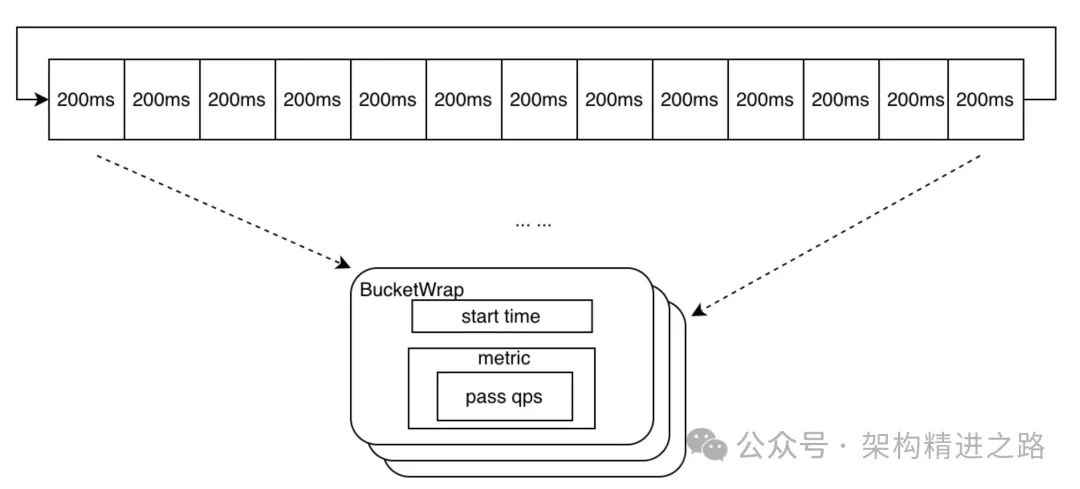 200ms 200ms 200ms 200ms 200ms 200ms 200ms 200ms 200ms 200ms 200ms 200ms 200ms
... ...
BucketWrap
start time
metric
pass qps
公众号 · 架构精进之路